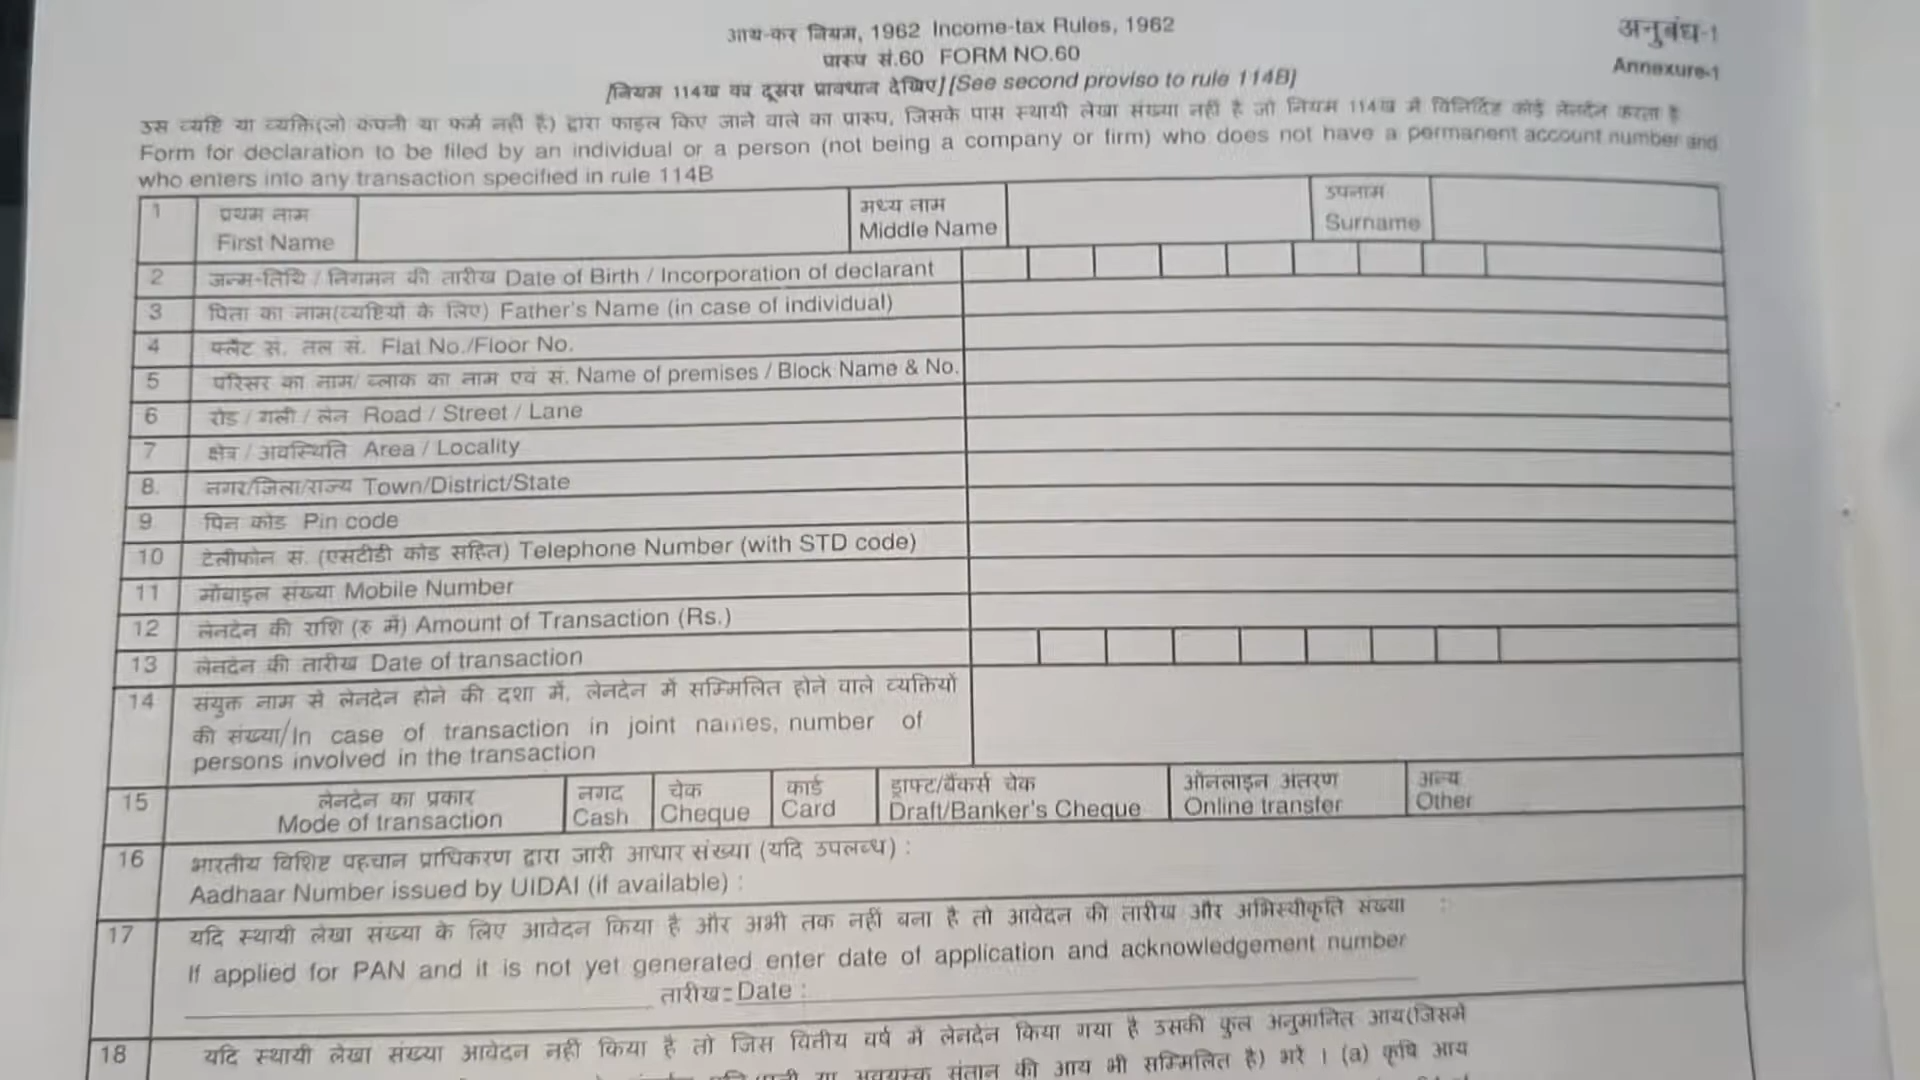 आय-कर नियम, 1962 Income-tax Rules, 1962
अनुबंध-1
प्रारूप सं.60 FORM NO.60
Annexure-1
[नियम 114ख का दूसरा प्रावधान देखिए] [See second proviso to rule 114B]
उस व्यष्टि या व्यक्ति(जो कंपनी या फर्म नहीं है) द्वारा फाइल किए जाने वाले का प्रारूप, जिसके पास स्थायी लेखा संख्या नहीं है जो नियम 114ख में विनिर्दिष्ट कोई लेनदेन करता है
Form for declaration to be filed by an individual or a person (not being a company or firm) who does not have a permanent account number and
who enters into any transaction specified in rule 114B
1 प्रथम नाम मध्य नाम उपनाम
First Name Middle Name Surname
2 जन्म-तिथि / निगमन की तारीख Date of Birth / Incorporation of declarant
3 पिता का नाम(व्यष्टियों के लिए) Father's Name (in case of individual)
4 फ्लैट सं. तल सं. Flat No./Floor No.
5 परिसर का नाम/ ब्लाक का नाम एवं सं. Name of premises / Block Name & No.
6 रोड / गली / लेन Road / Street / Lane
7 क्षेत्र / अवस्थिति Area / Locality
8. नगर/जिला/राज्य Town/District/State
9 पिन कोड Pin code
10 टेलीफोन सं. (एसटीडी कोड सहित) Telephone Number (with STD code)
11 मोबाइल संख्या Mobile Number
12 लेनदेन की राशि (रु में) Amount of Transaction (Rs.)
13 लेनदेन की तारीख Date of transaction
14 संयुक्त नाम से लेनदेन होने की दशा में, लेनदेन में सम्मिलित होने वाले व्यक्तियों
की संख्या/In case of transaction in joint names, number of
persons involved in the transaction
15 लेनदेन का प्रकार नगद चेक कार्ड ड्राफ्ट/बैंकर्स चेक ऑनलाइन अंतरण अन्य
Mode of transaction Cash Cheque Card Draft/Banker's Cheque Online transfer Other
16 भारतीय विशिष्ट पहचान प्राधिकरण द्वारा जारी आधार संख्या (यदि उपलब्ध) :
Aadhaar Number issued by UIDAI (if available) :
17 यदि स्थायी लेखा संख्या के लिए आवेदन किया है और अभी तक नहीं बना है तो आवेदन की तारीख और अभिस्वीकृति संख्या :
If applied for PAN and it is not yet generated enter date of application and acknowledgement number
तारीख=Date :
18 यदि स्थायी लेखा संख्या आवेदन नहीं किया है तो जिस वित्तीय वर्ष में लेनदेन किया गया है उसकी कुल अनुमानित आय(जिसमें
या अवयस्क संतान की आय भी सम्मिलित है) भरें । (a) कृषि आय